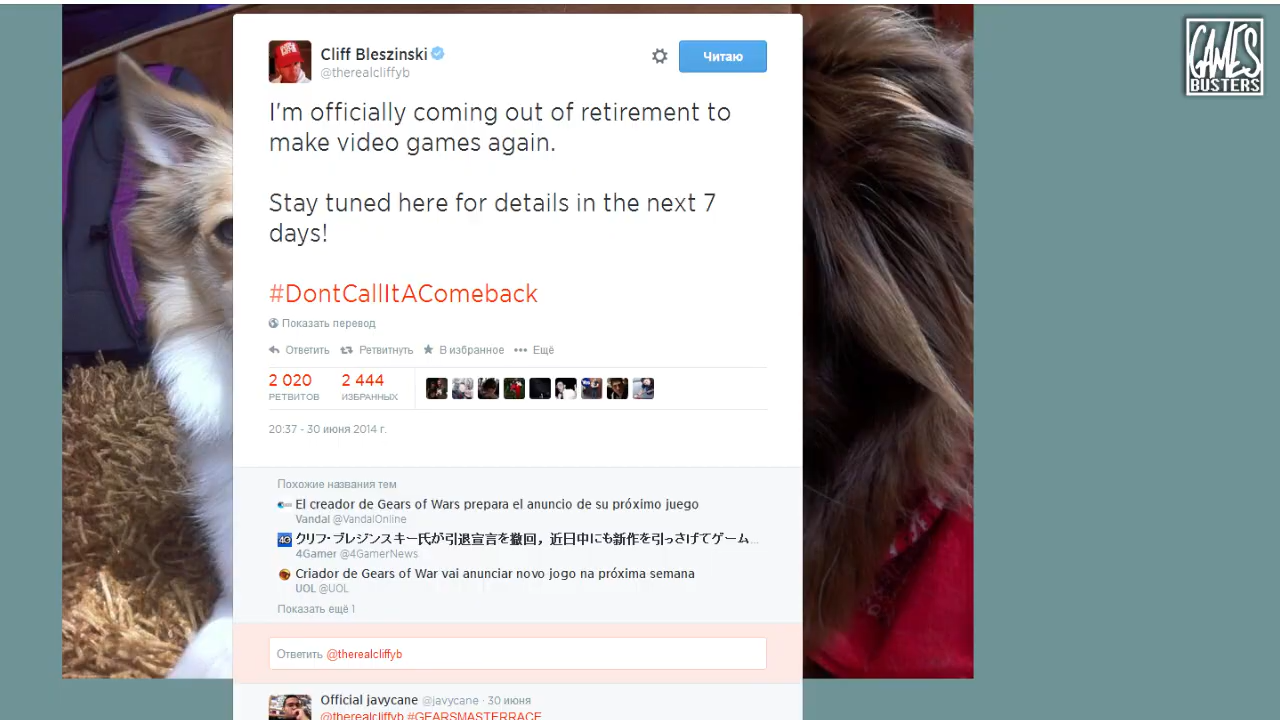 GAMES
BUSTERS
Cliff Bleszinski
@therealcliffyb
Читаю
I'm officially coming out of retirement to
make video games again.
Stay tuned here for details in the next 7
days!
#DontCallItAComeback
Показать перевод
Ответить Ретвитнуть В избранное Ещё
2 020 2 444
РЕТВИТОВ ИЗБРАННЫХ
20:37 - 30 июня 2014 г.
Похожие названия тем
El creador de Gears of Wars prepara el anuncio de su próximo juego
Vandal @VandalOnline
クリフ・ブレジンスキー氏が引退宣言を撤回，近日中にも新作を引っさげてゲーム...
4Gamer @4GamerNews
Criador de Gears of War vai anunciar novo jogo na próxima semana
UOL @UOL
Показать ещё 1
Ответить @therealcliffyb
Official javycane @javycane · 30 июня
@therealcliffyb #GEARSMASTERRACE